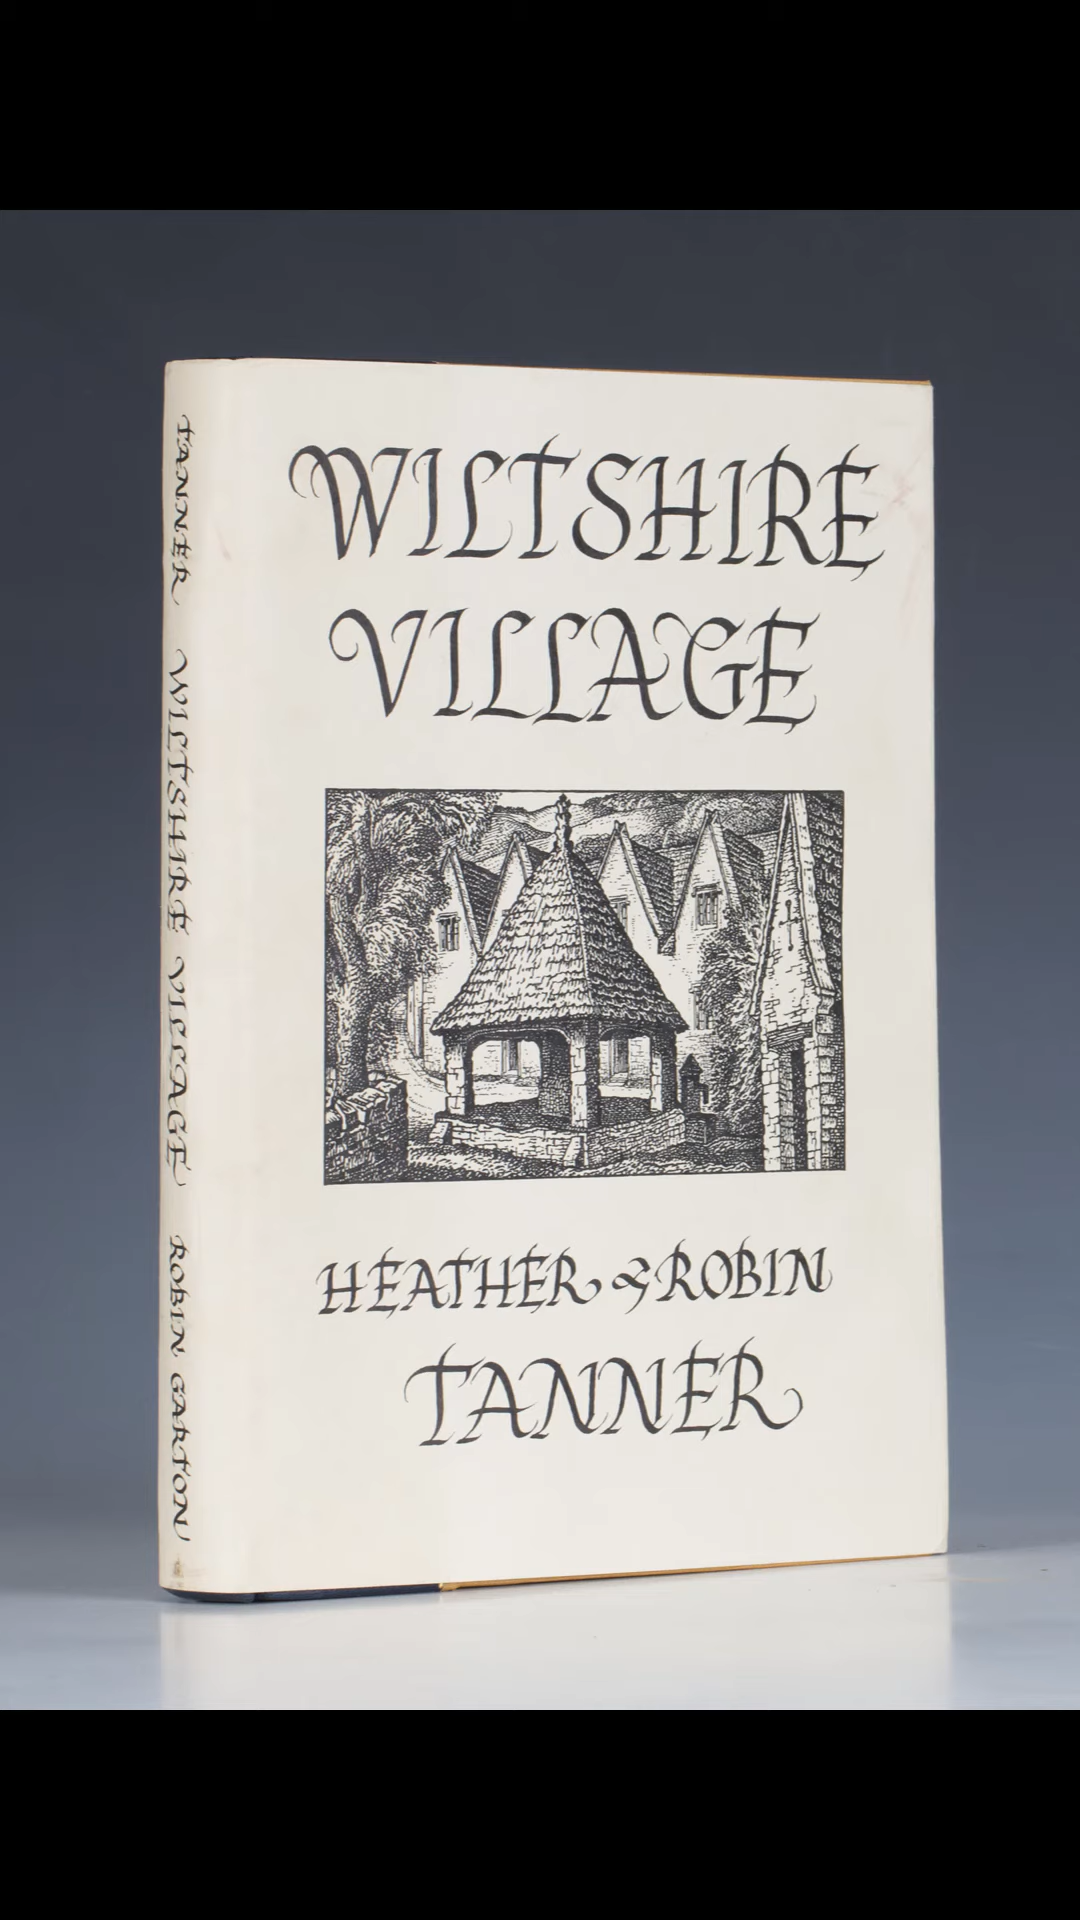 TANNER WILTSHIRE VILLAGE ROBIN GARTON
WILTSHIRE
VILLAGE
HEATHER & ROBIN
TANNER